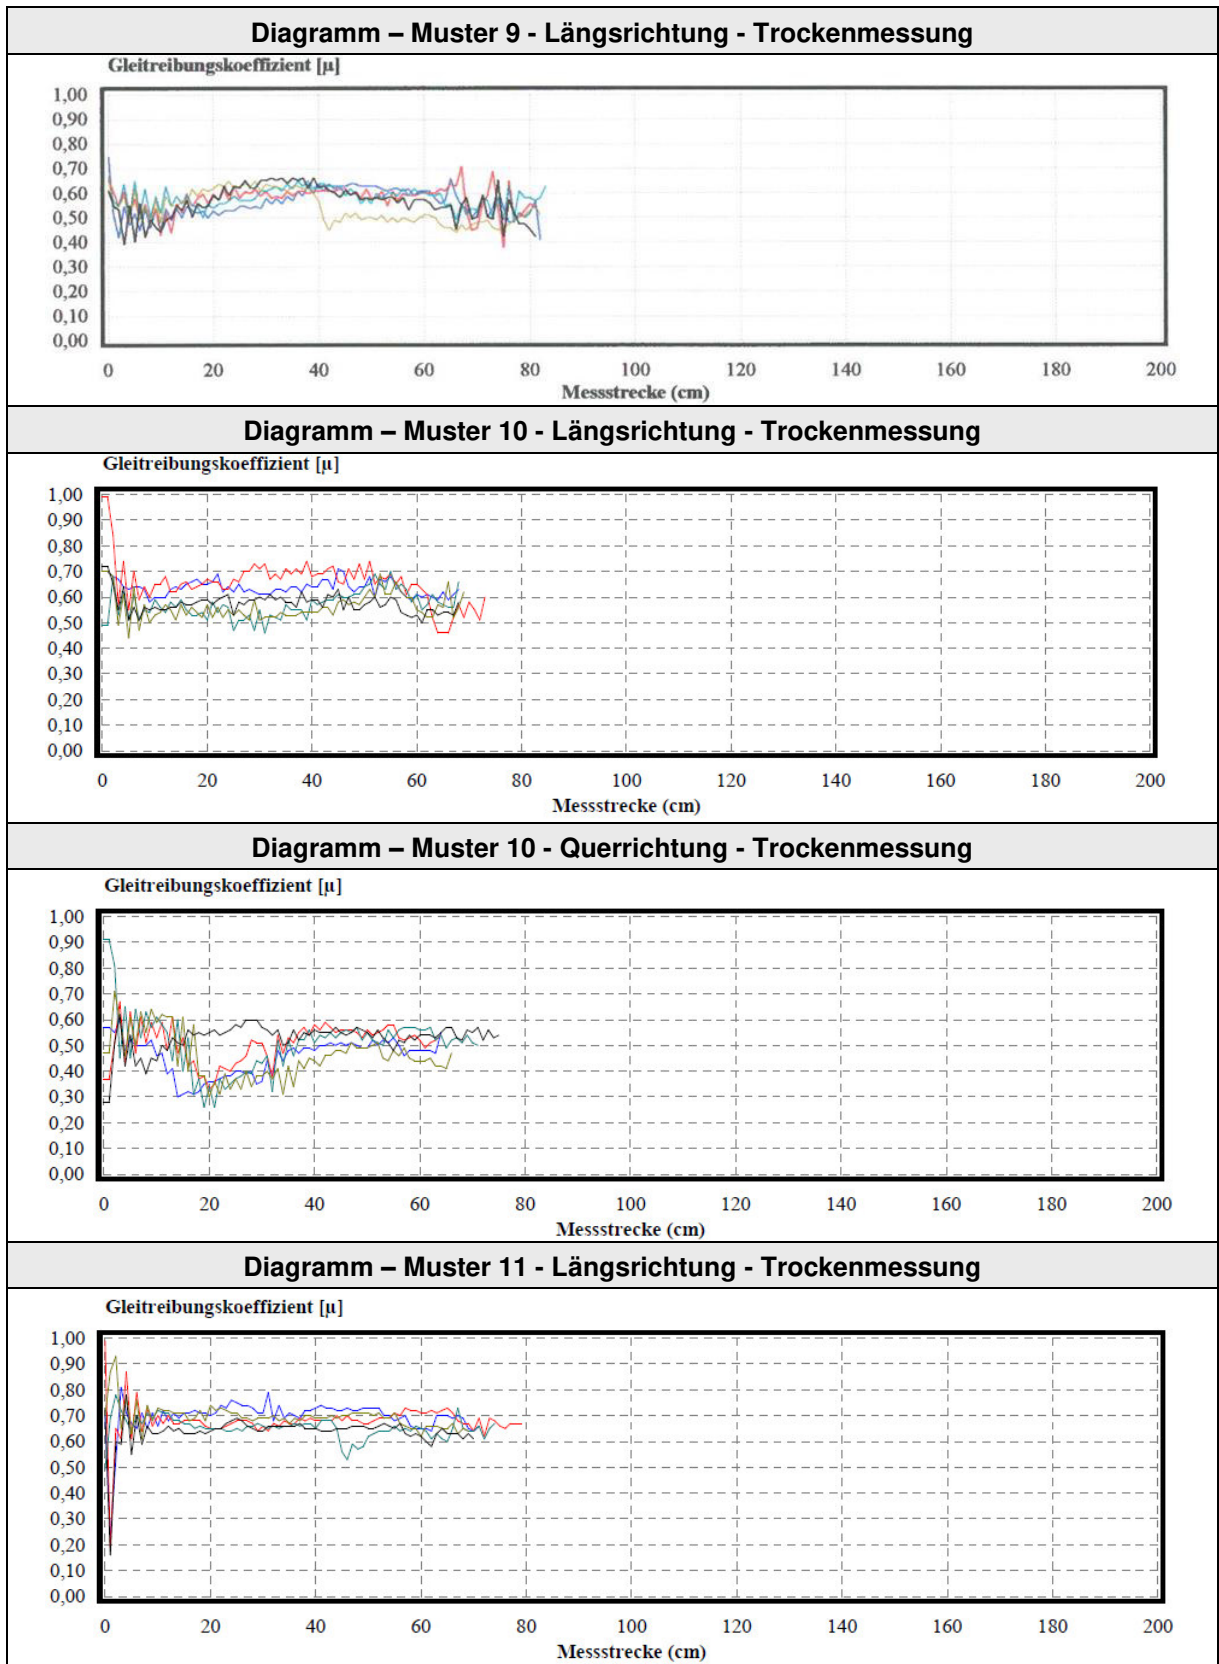 Diagramm – Muster 9 - Längsrichtung - Trockenmessung
Gleitreibungskoeffizient [µ]
1,00
0,90
0,80
0,70
0,60
0,50
0,40
0,30
0,20
0,10
0,00
0 20 40 60 80 100 120 140 160 180 200
Messstrecke (cm)
Diagramm – Muster 10 - Längsrichtung - Trockenmessung
Gleitreibungskoeffizient [µ]
1,00
0,90
0,80
0,70
0,60
0,50
0,40
0,30
0,20
0,10
0,00
0 20 40 60 80 100 120 140 160 180 200
Messstrecke (cm)
Diagramm – Muster 10 - Querrichtung - Trockenmessung
Gleitreibungskoeffizient [µ]
1,00
0,90
0,80
0,70
0,60
0,50
0,40
0,30
0,20
0,10
0,00
0 20 40 60 80 100 120 140 160 180 200
Messstrecke (cm)
Diagramm – Muster 11 - Längsrichtung - Trockenmessung
Gleitreibungskoeffizient [µ]
1,00
0,90
0,80
0,70
0,60
0,50
0,40
0,30
0,20
0,10
0,00
0 20 40 60 80 100 120 140 160 180 200
Messstrecke (cm)